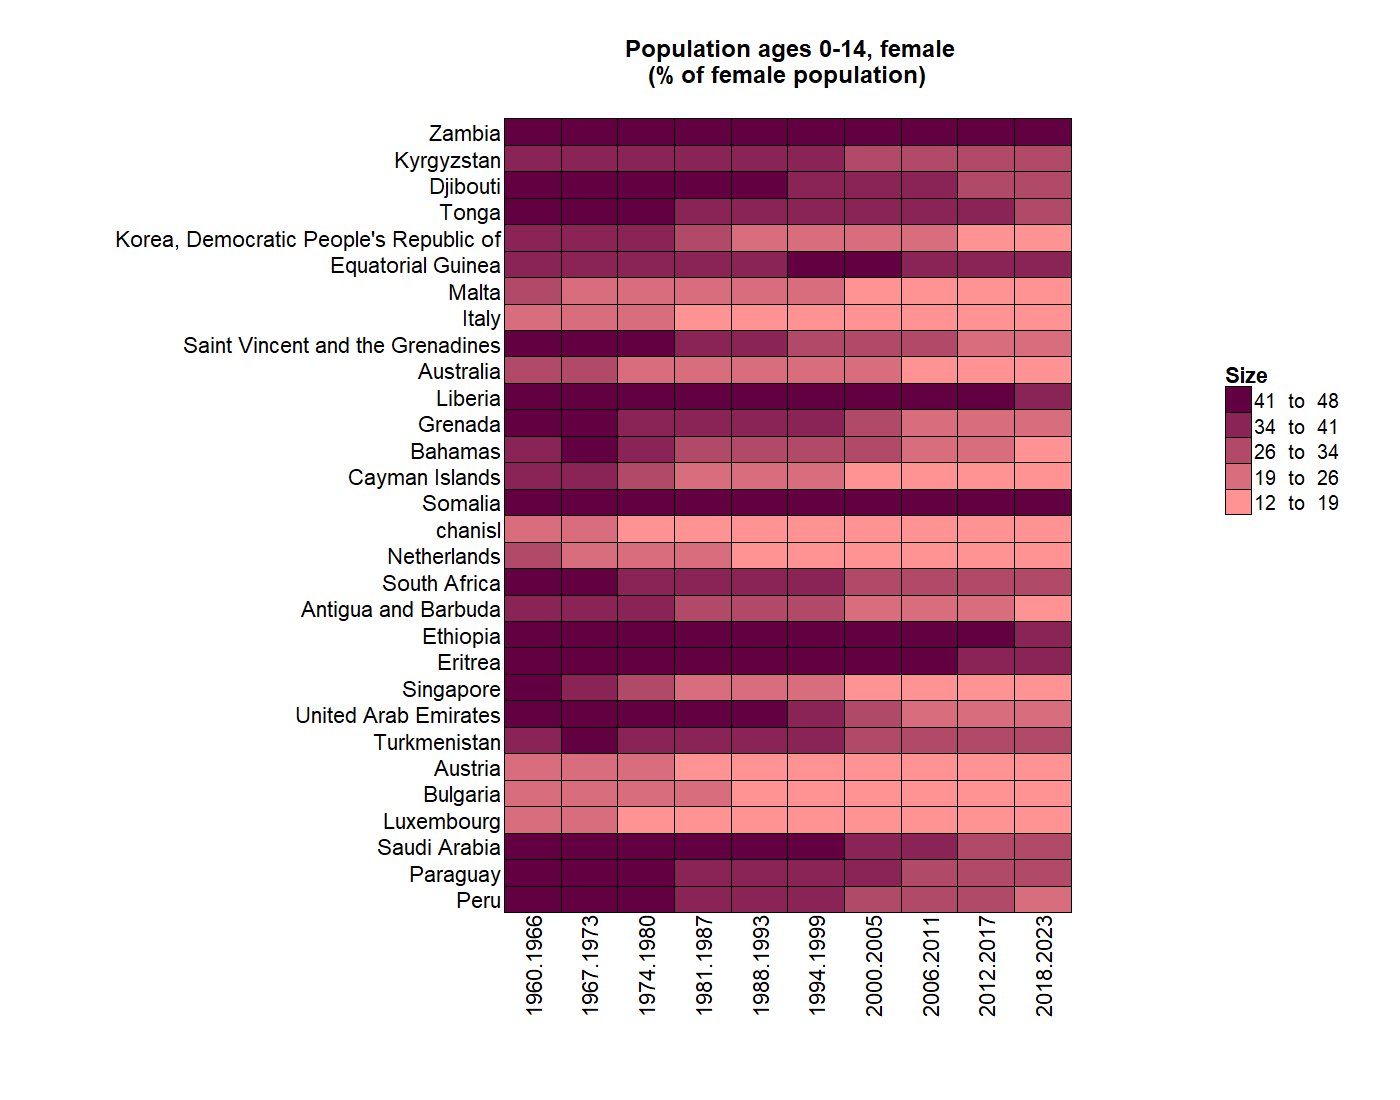 Population ages 0-14, female
(% of female population)
Zambia
Kyrgyzstan
Djibouti
Tonga
Korea, Democratic People's Republic of
Equatorial Guinea
Malta
Italy
Saint Vincent and the Grenadines
Australia
Liberia
Grenada
Bahamas
Cayman Islands
Somalia
chanisl
Netherlands
South Africa
Antigua and Barbuda
Ethiopia
Eritrea
Singapore
United Arab Emirates
Turkmenistan
Austria
Bulgaria
Luxembourg
Saudi Arabia
Paraguay
Peru
1960.1966
1967.1973
1974.1980
1981.1987
1988.1993
1994.1999
2000.2005
2006.2011
2012.2017
2018.2023
Size
41 to 48
34 to 41
26 to 34
19 to 26
12 to 19